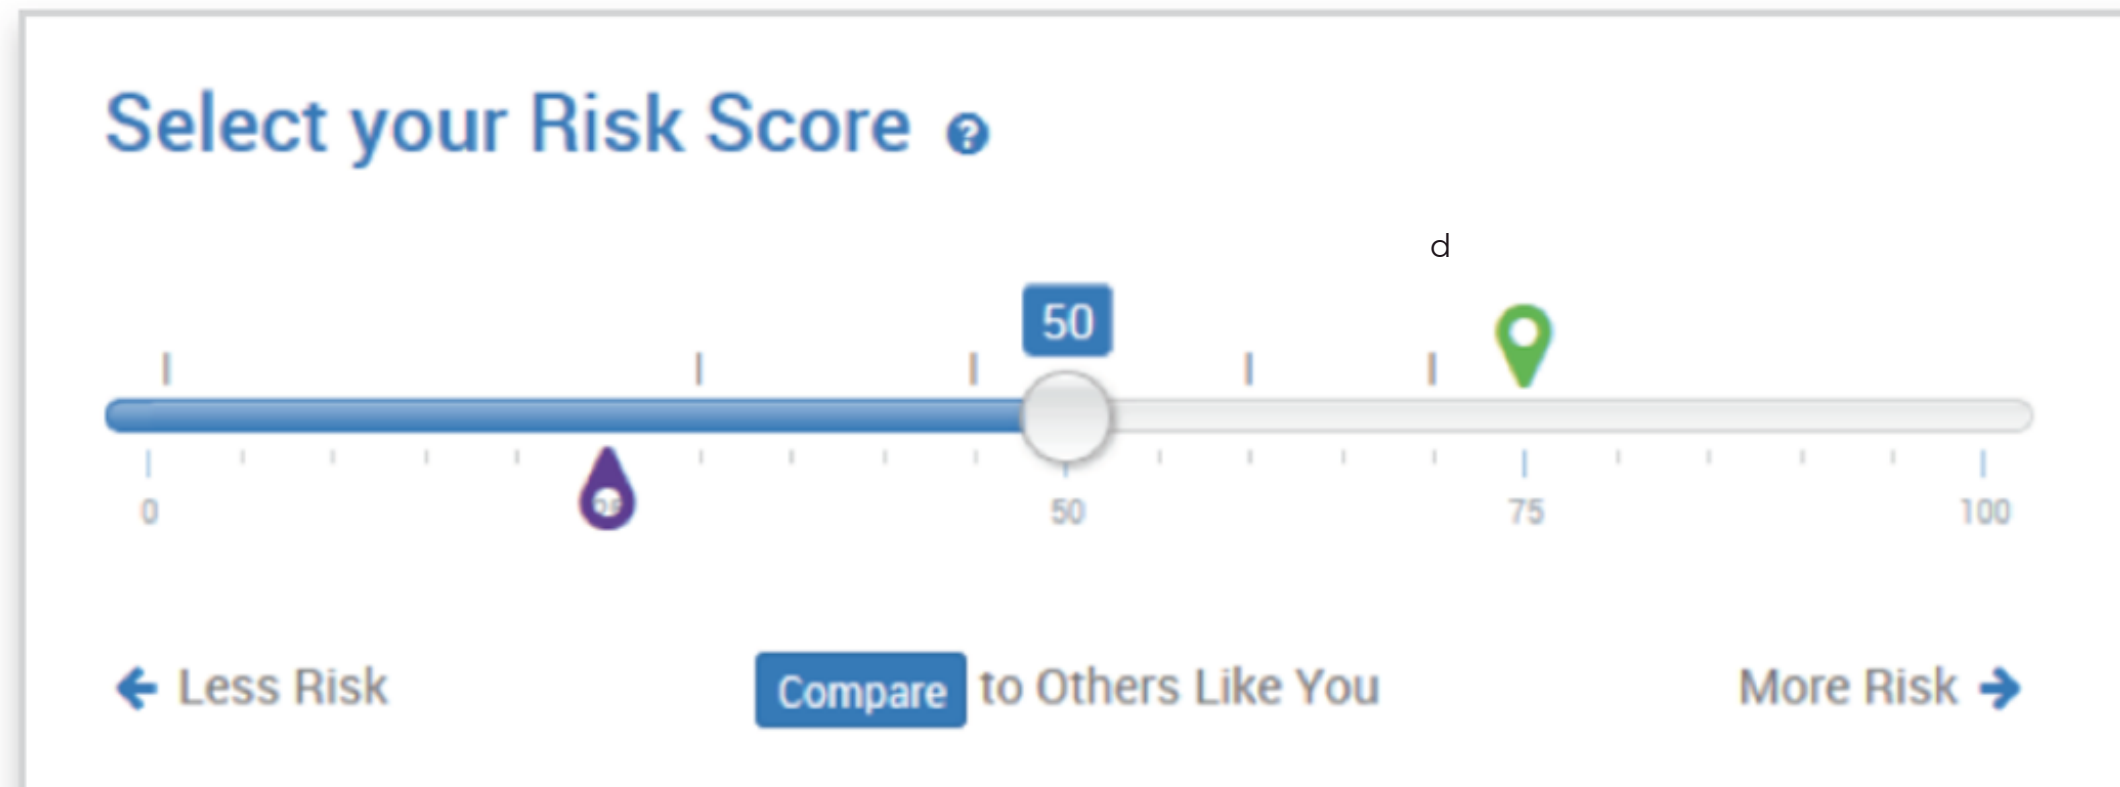 Select your Risk Score ?
d
50
0 50 75 100
Less Risk Compare to Others Like You More Risk